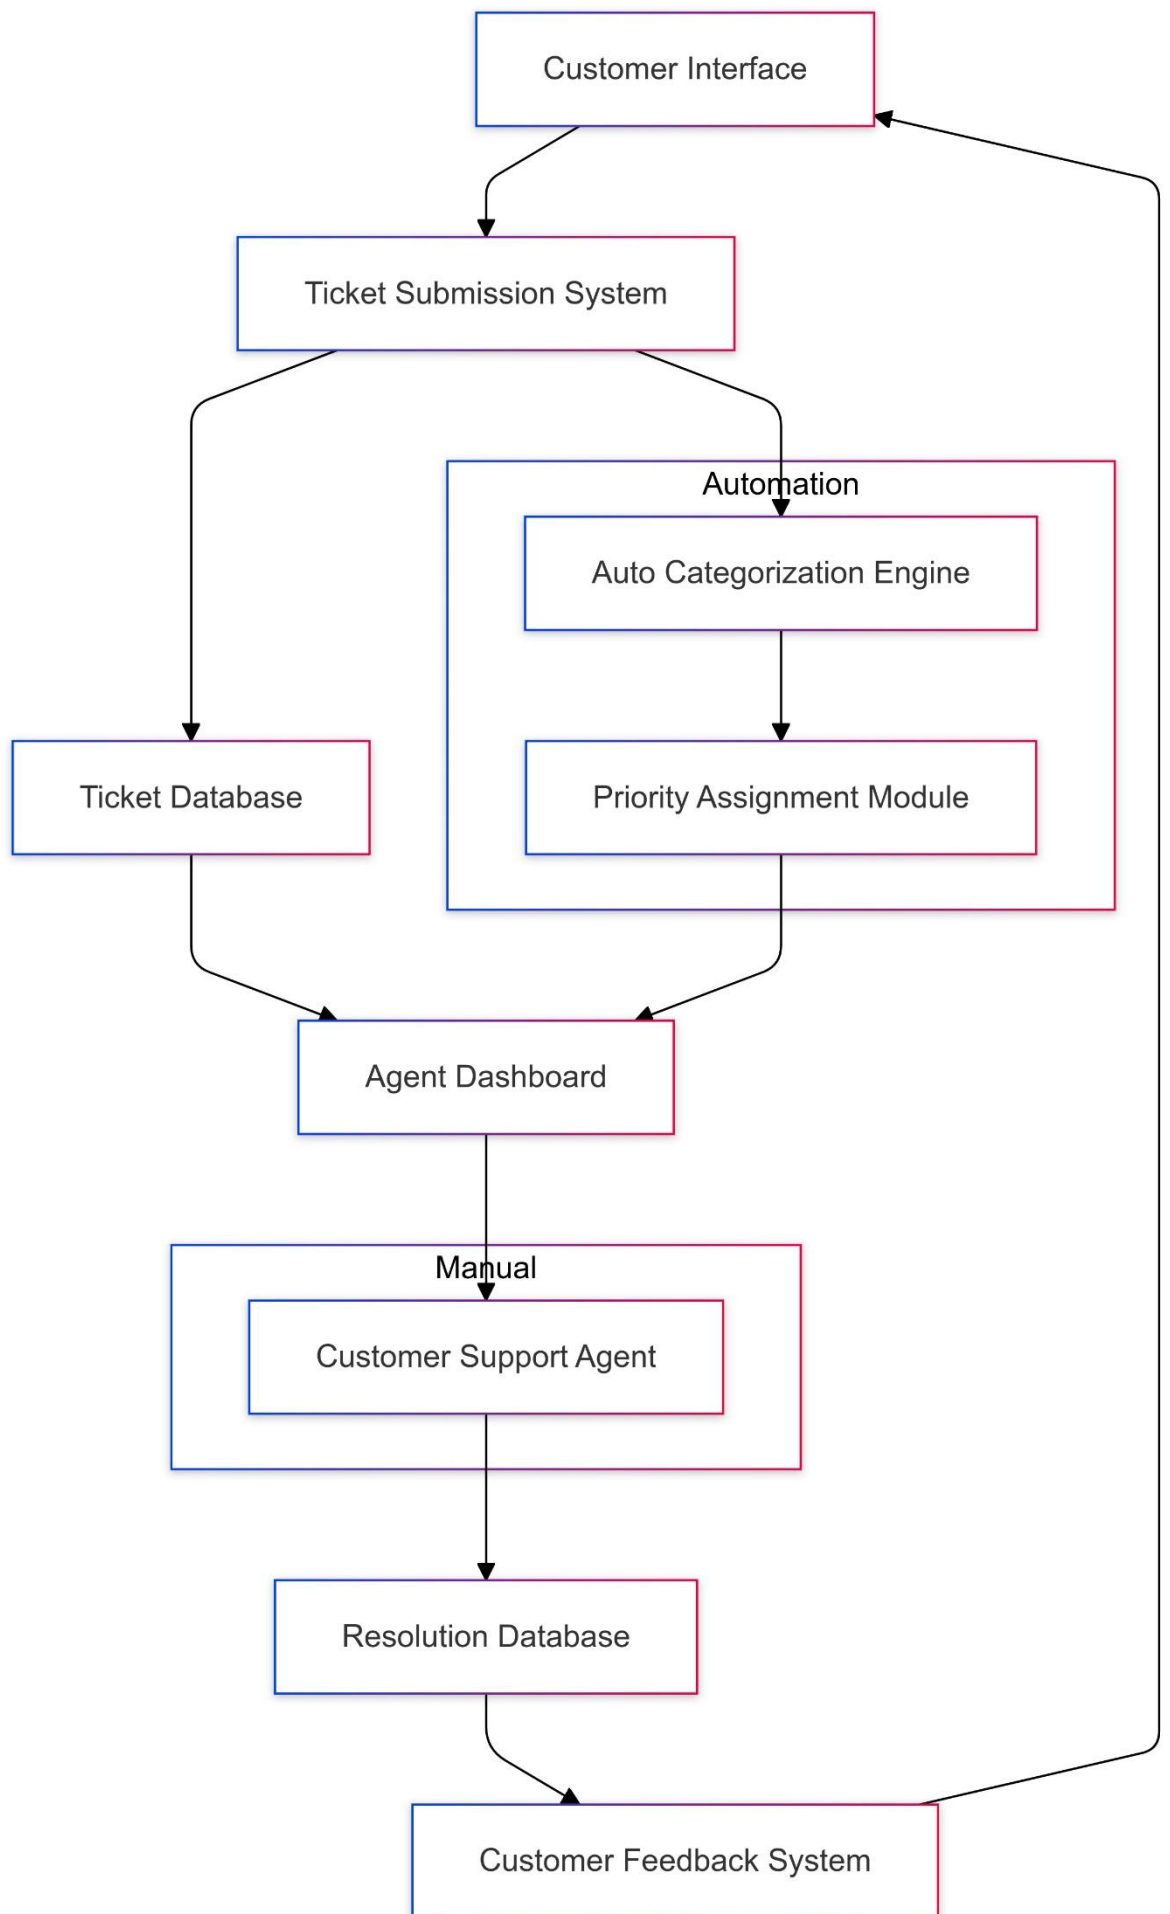 Customer Interface
Ticket Submission System
Automation
Auto Categorization Engine
Ticket Database
Priority Assignment Module
Agent Dashboard
Manual
Customer Support Agent
Resolution Database
Customer Feedback System